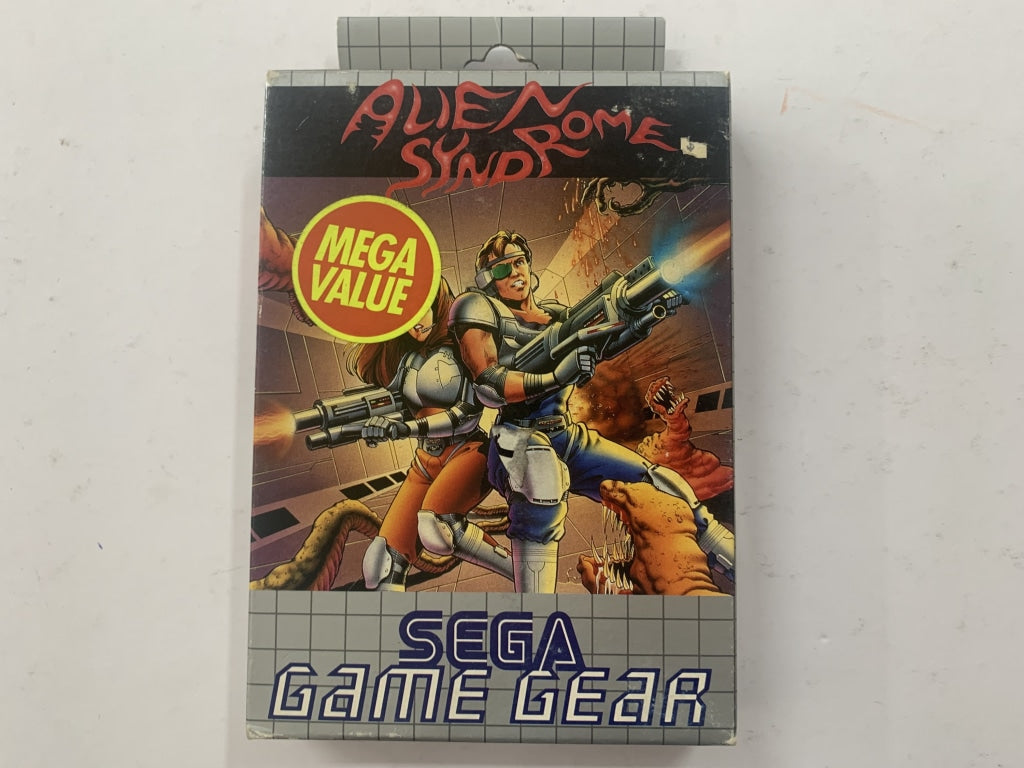 ALIEN
SYNDROME
MEGA
VALUE
SEGA
GAME GEAR